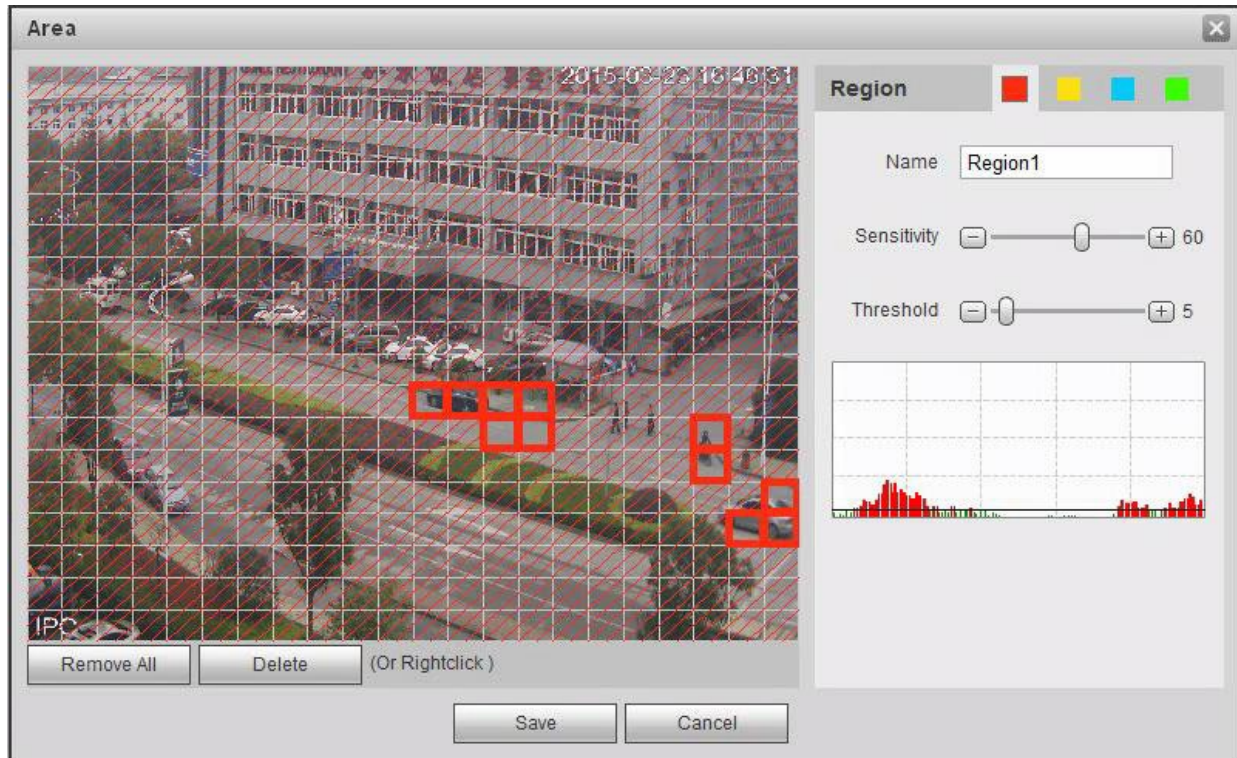 Area
2015-03-23 16:46:31
Region
Name Region1
Sensitivity 60
Threshold 5
IPC
Remove All Delete (Or Rightclick )
Save Cancel